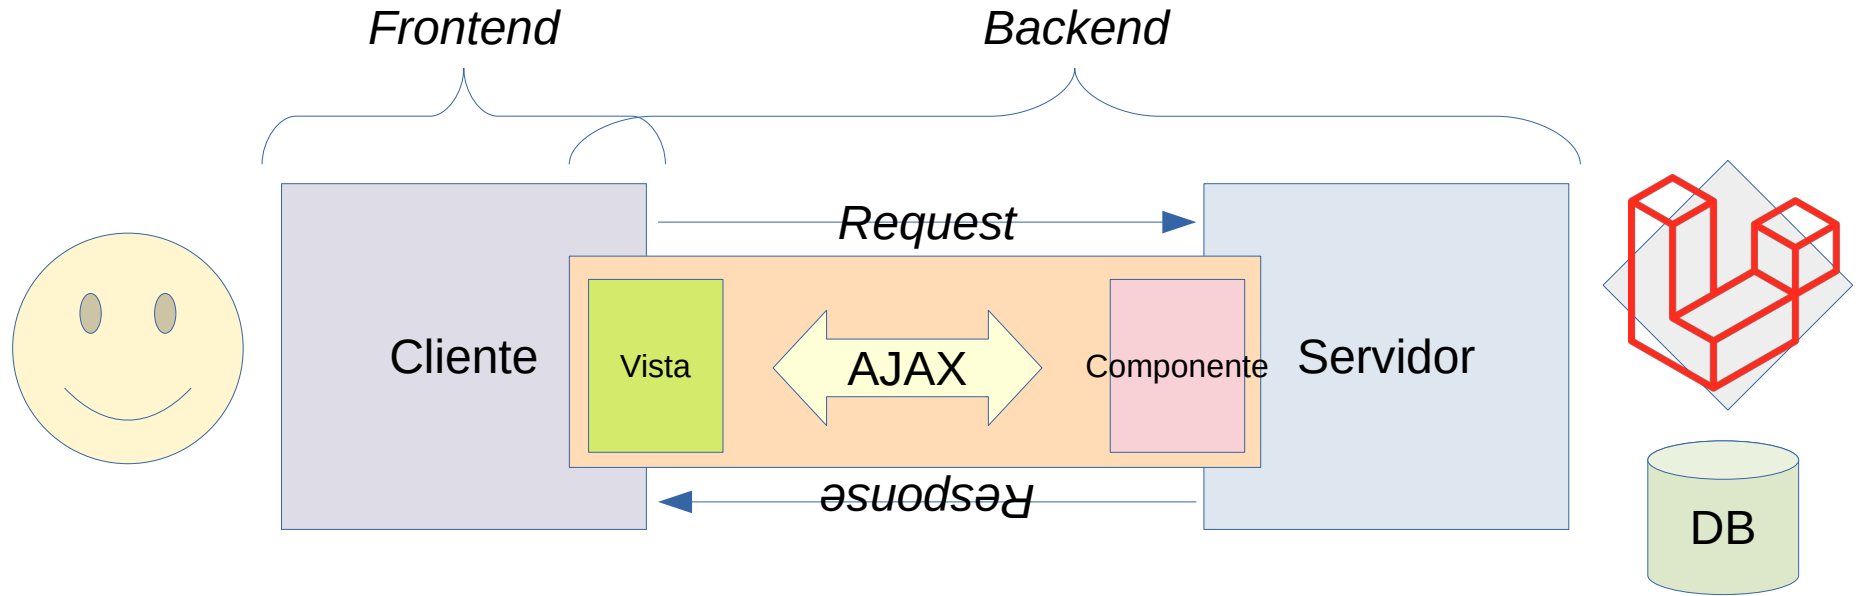 Frontend
Backend
Request
Cliente
Vista
AJAX
Componente
Servidor
Response
DB